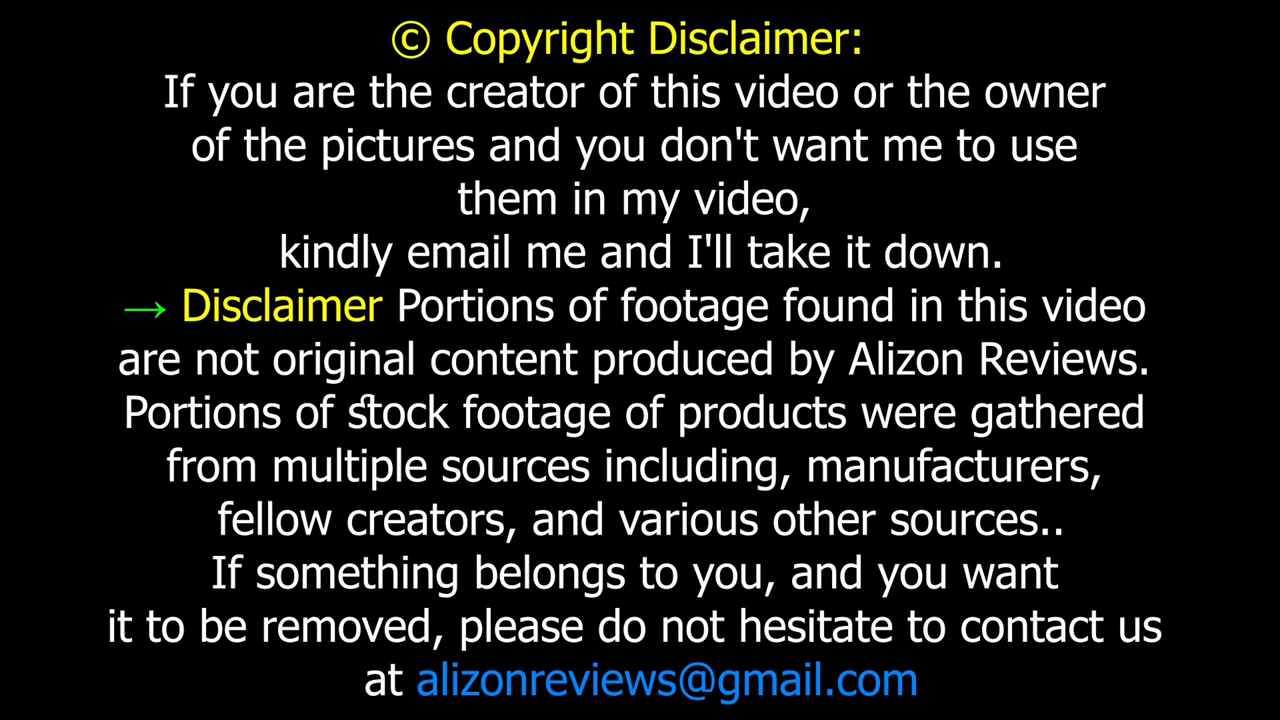 © Copyright Disclaimer:
If you are the creator of this video or the owner
of the pictures and you don't want me to use
them in my video,
kindly email me and I'll take it down.
→ Disclaimer Portions of footage found in this video
are not original content produced by Alizon Reviews.
Portions of stock footage of products were gathered
from multiple sources including, manufacturers,
fellow creators, and various other sources..
If something belongs to you, and you want
it to be removed, please do not hesitate to contact us
at alizonreviews@gmail.com